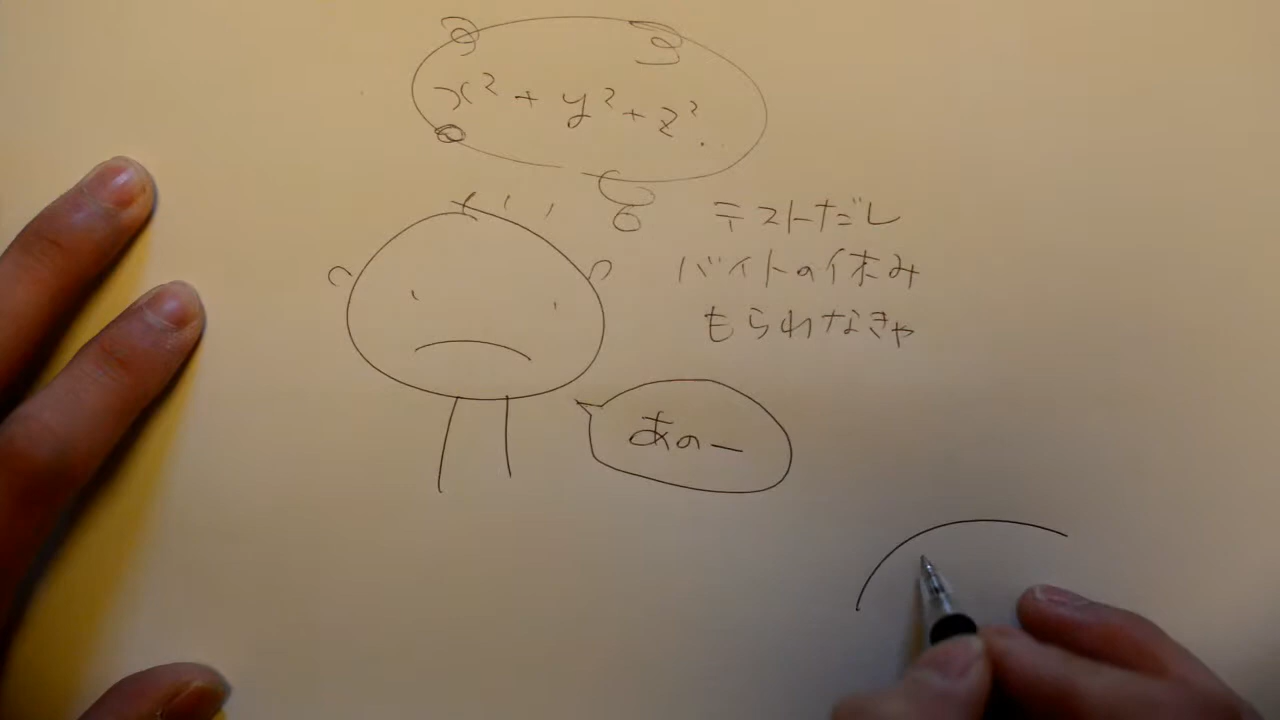 x² + y² + z².
テストだし
バイトの休み
もらわなきゃ
あのー